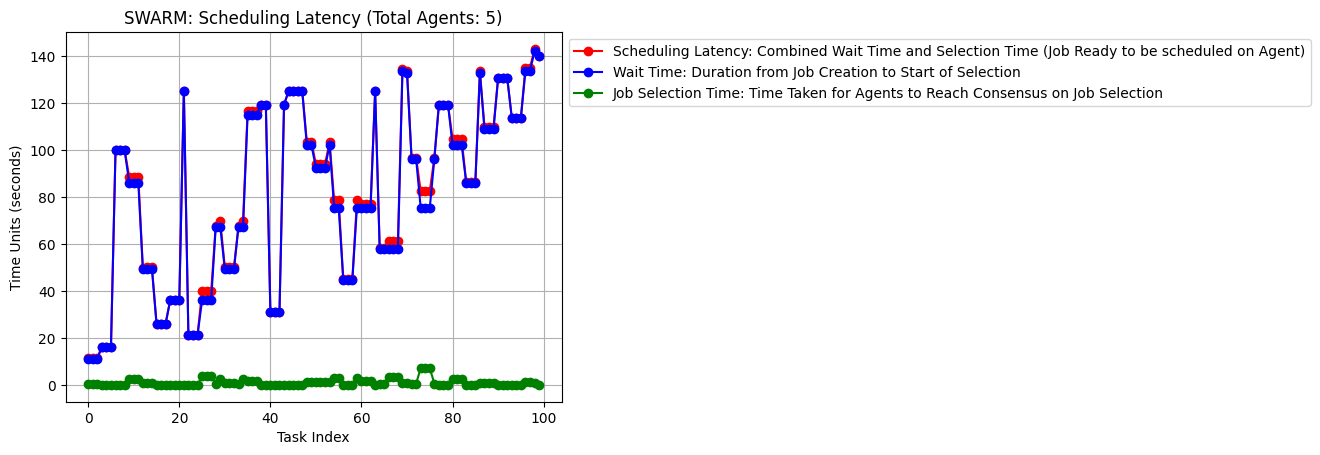 SWARM: Scheduling Latency (Total Agents: 5)
Scheduling Latency: Combined Wait Time and Selection Time (Job Ready to be scheduled on Agent)
Wait Time: Duration from Job Creation to Start of Selection
Job Selection Time: Time Taken for Agents to Reach Consensus on Job Selection
Time Units (seconds)
140
120
100
80
60
40
20
0
0 20 40 60 80 100
Task Index